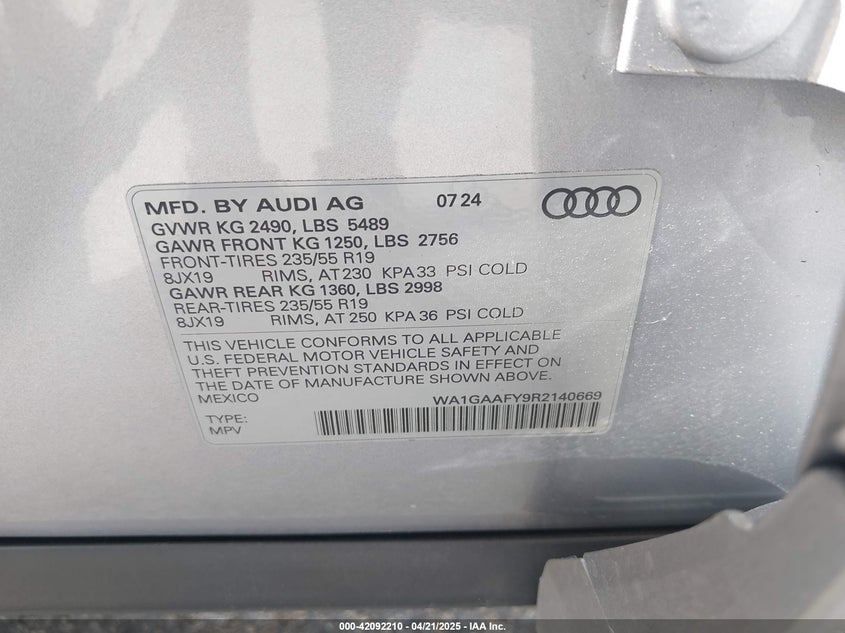 MFD. BY AUDI AG 07 24
GVWR KG 2490, LBS 5489
GAWR FRONT KG 1250, LBS 2756
FRONT-TIRES 235/55 R19
8JX19 RIMS, AT 230 KPA 33 PSI COLD
GAWR REAR KG 1360, LBS 2998
REAR-TIRES 235/55 R19
8JX19 RIMS, AT 250 KPA 36 PSI COLD
THIS VEHICLE CONFORMS TO ALL APPLICABLE
U.S. FEDERAL MOTOR VEHICLE SAFETY AND
THEFT PREVENTION STANDARDS IN EFFECT ON
THE DATE OF MANUFACTURE SHOWN ABOVE.
MEXICO WA1GAAFY9R2140669
TYPE:
MPV
000-42092210 - 04/21/2025 - IAA Inc.